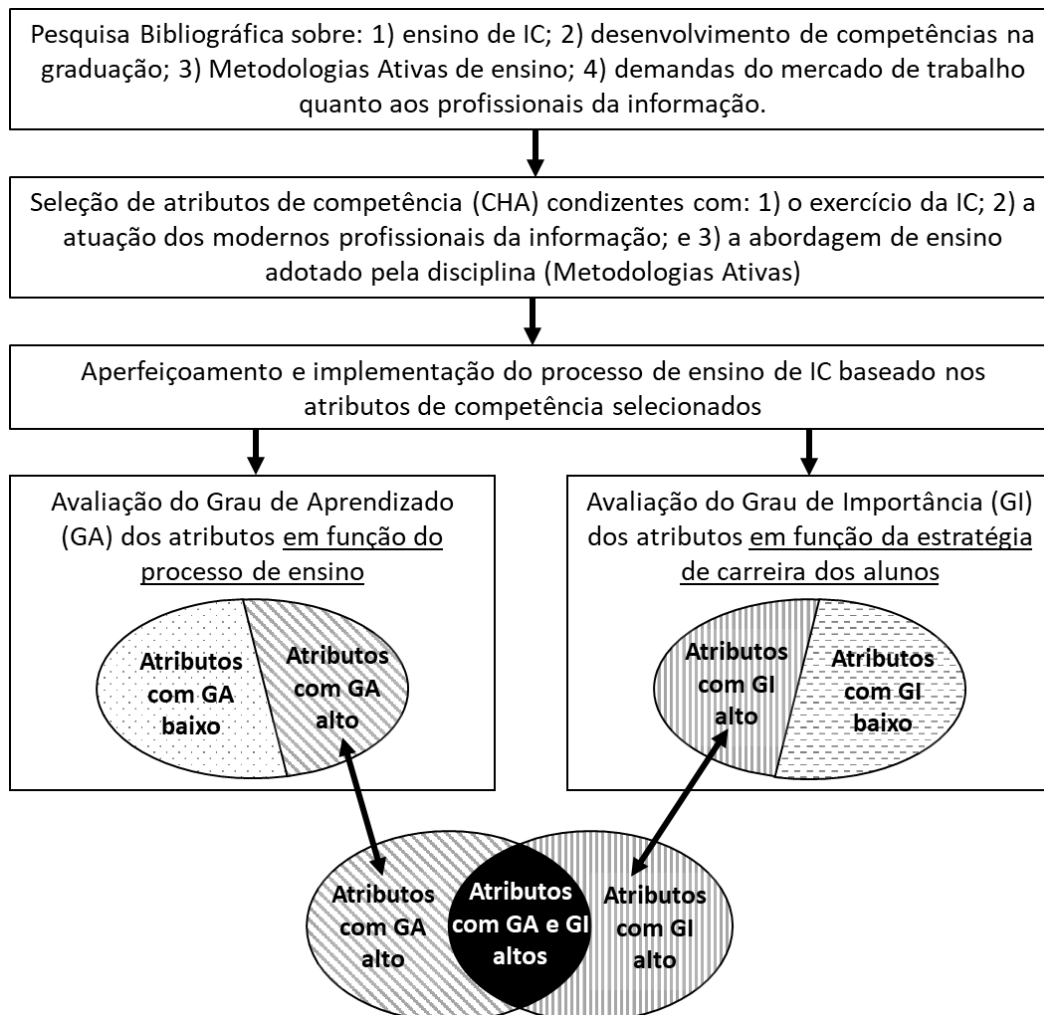 Pesquisa Bibliográfica sobre: 1) ensino de IC; 2) desenvolvimento de competências na
graduação; 3) Metodologias Ativas de ensino; 4) demandas do mercado de trabalho
quanto aos profissionais da informação.
Seleção de atributos de competência (CHA) condizentes com: 1) o exercício da IC; 2) a
atuação dos modernos profissionais da informação; e 3) a abordagem de ensino
adotado pela disciplina (Metodologias Ativas)
Aperfeiçoamento e implementação do processo de ensino de IC baseado nos
atributos de competência selecionados
Avaliação do Grau de Aprendizado
(GA) dos atributos em função do
processo de ensino
Atributos
com GA
baixo
Atributos
com GA
alto
Avaliação do Grau de Importância (GI)
dos atributos em função da estratégia
de carreira dos alunos
Atributos
com GI
alto
Atributos
com GI
baixo
Atributos
com GA
alto
Atributos
com GA e GI
altos
Atributos
com GI
alto